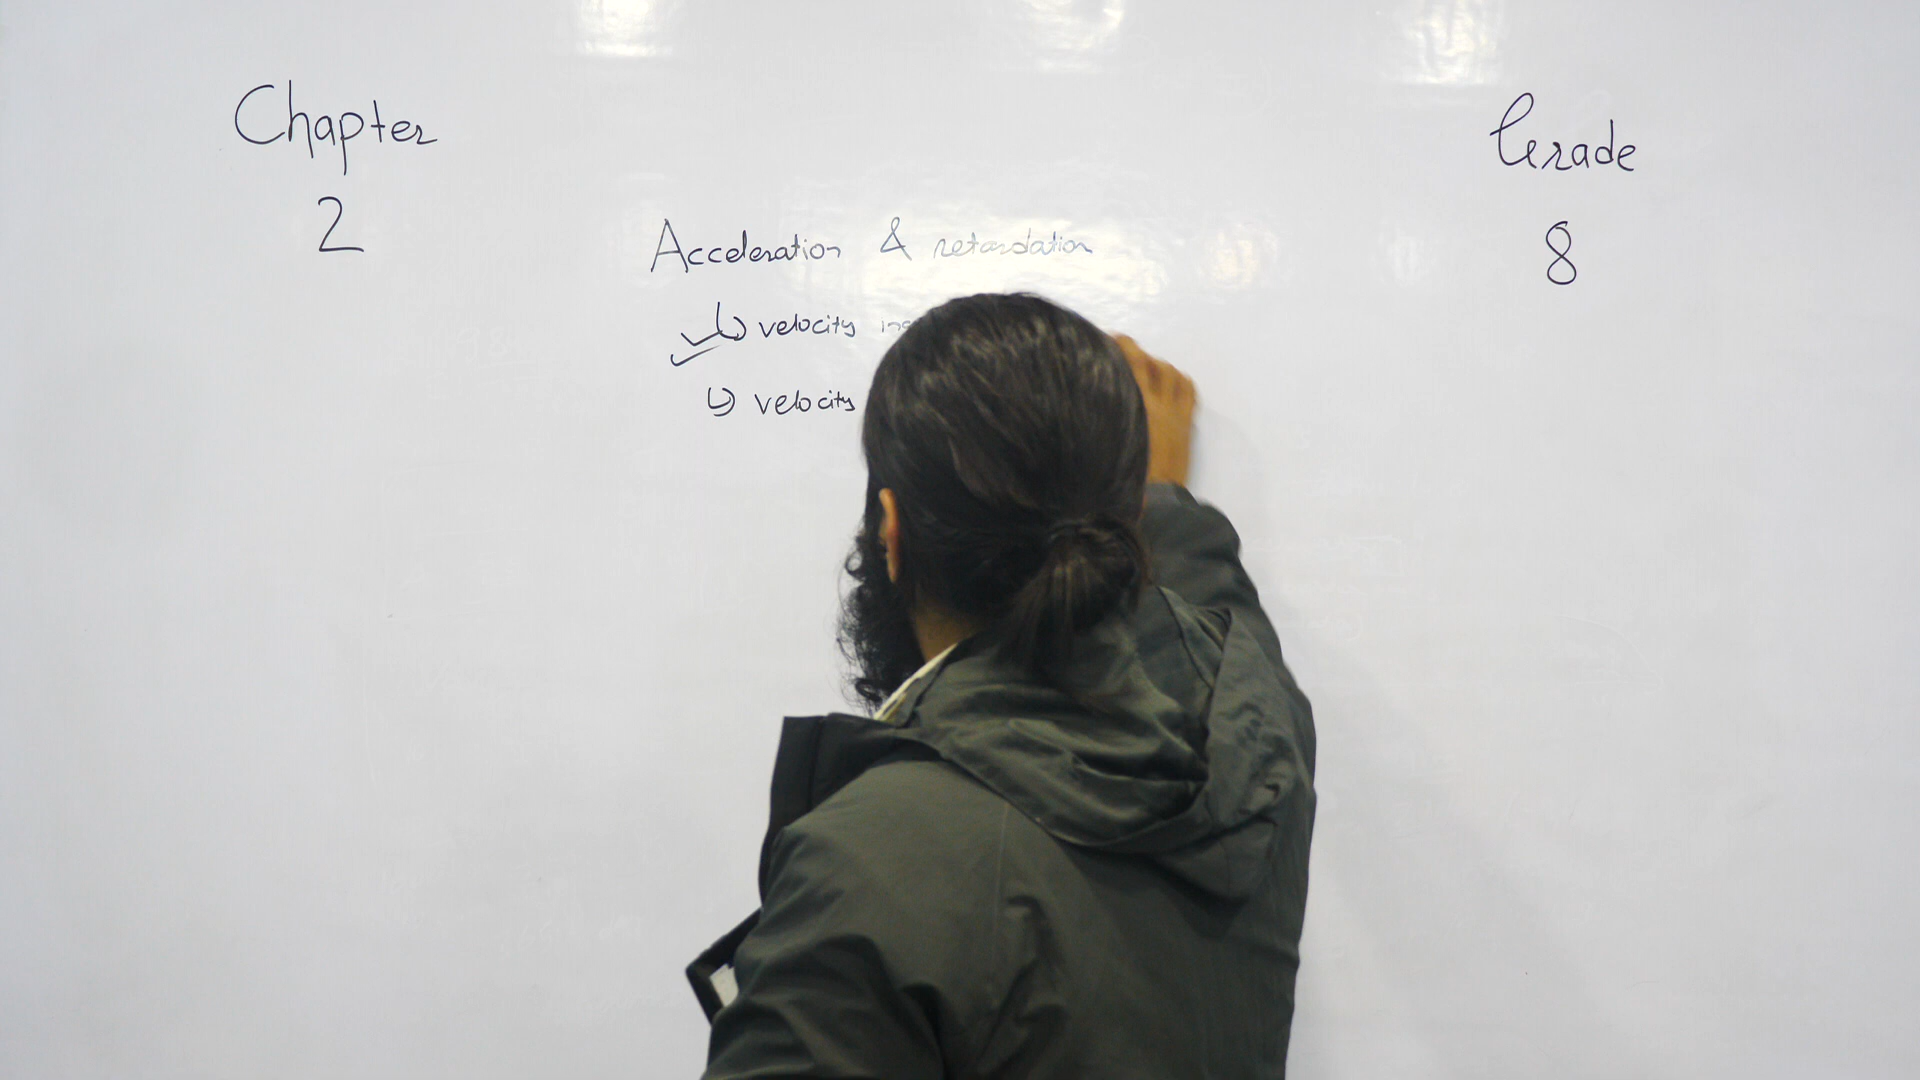 Chapter
2
Grade
8
Acceleration & retardation
velocity
velocity